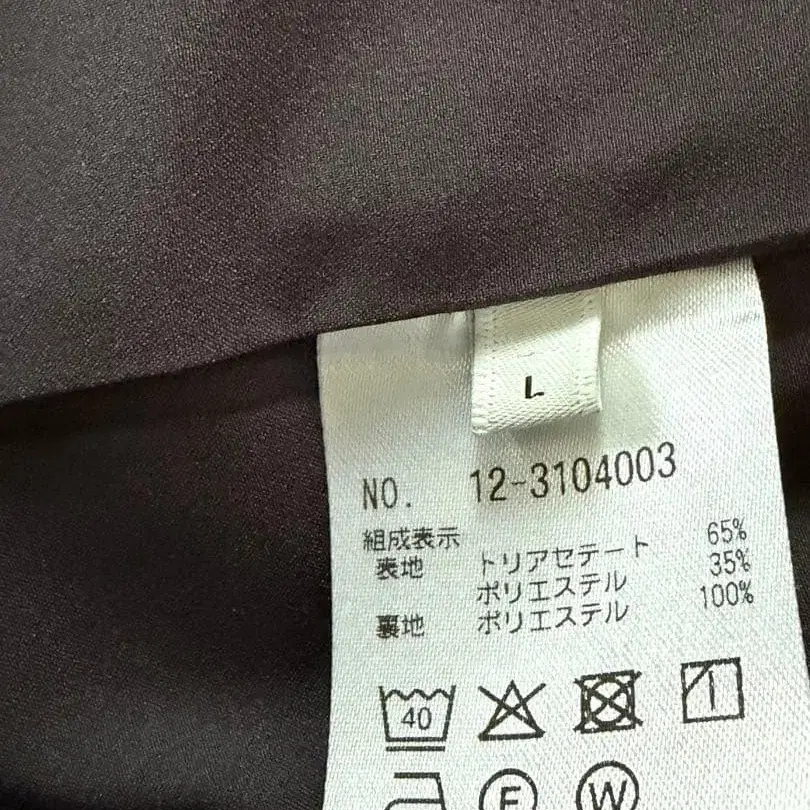 L
NO. 12-3104003
組成表示
表地 トリアセテート 65%
ポリエステル 35%
裏地 ポリエステル 100%
40
F
W